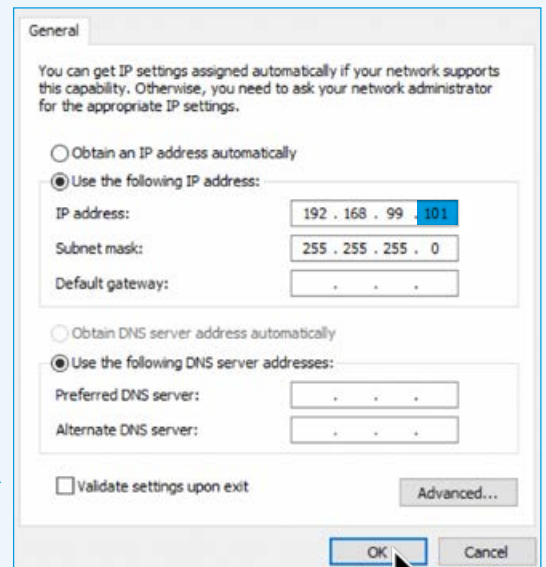 General
You can get IP settings assigned automatically if your network supports
this capability. Otherwise, you need to ask your network administrator
for the appropriate IP settings.
Obtain an IP address automatically
Use the following IP address:
IP address: 192 . 168 . 99 . 101
Subnet mask: 255 . 255 . 255 . 0
Default gateway: . . .
Obtain DNS server address automatically
Use the following DNS server addresses:
Preferred DNS server: . . .
Alternate DNS server: . . .
Validate settings upon exit
Advanced...
OK Cancel